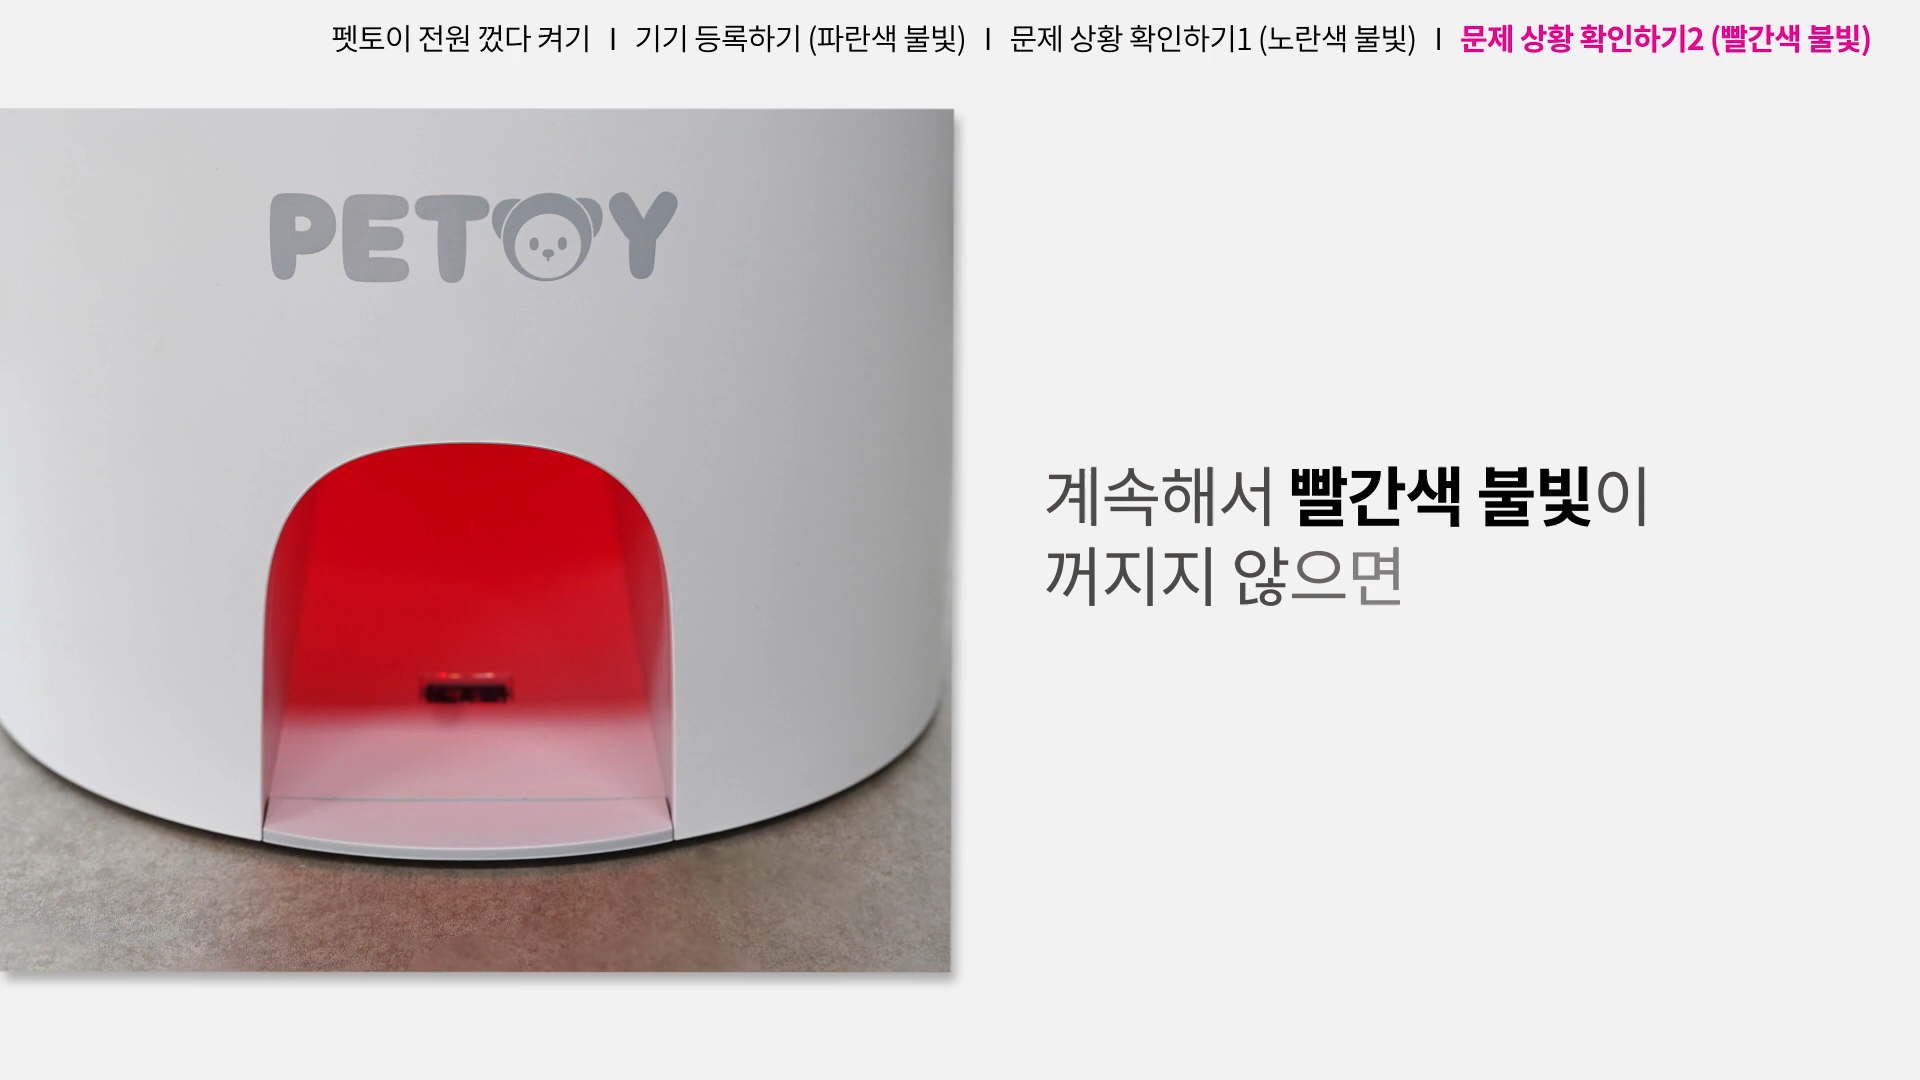 펫토이 전원 껐다 켜기 I 기기 등록하기 (파란색 불빛) I 문제 상황 확인하기1 (노란색 불빛) I 문제 상황 확인하기2 (빨간색 불빛)
PETOY
계속해서 빨간색 불빛이
꺼지지 않으면